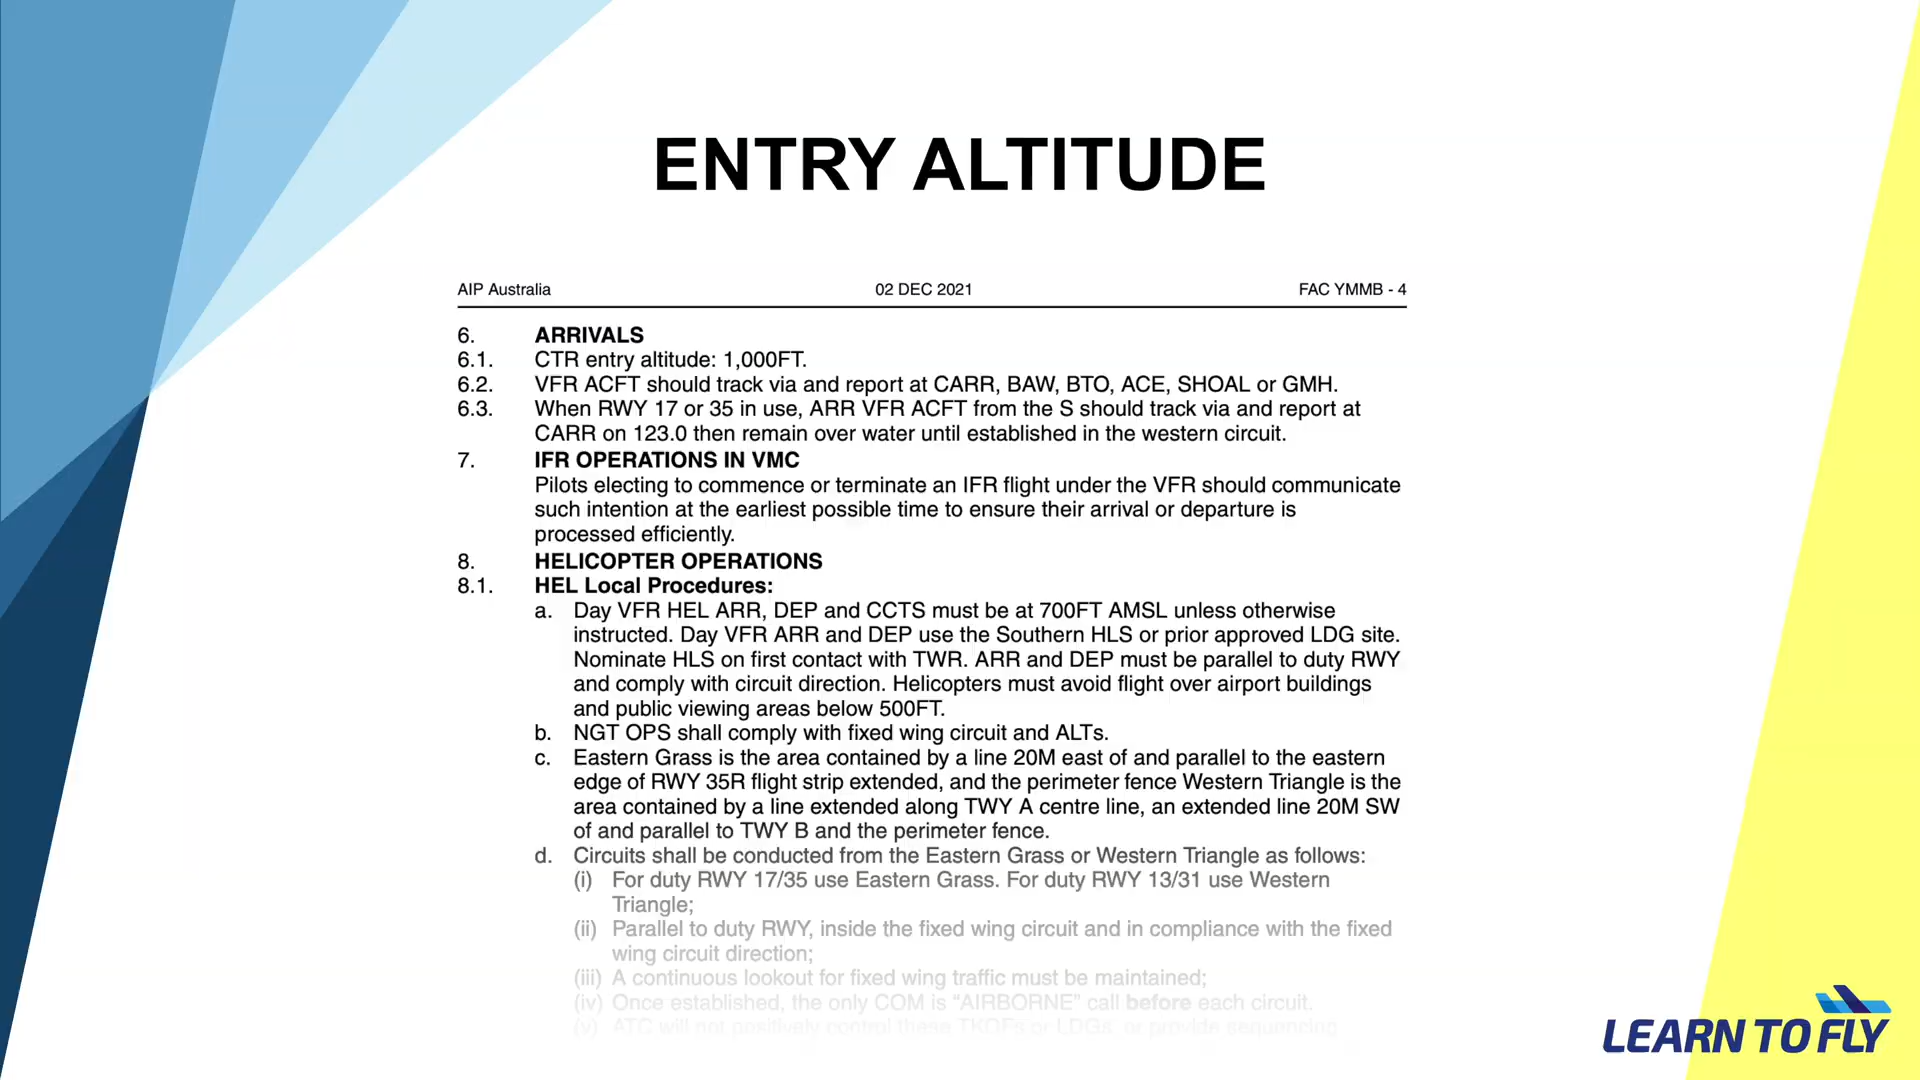 ENTRY ALTITUDE
AIP Australia 02 DEC 2021 FAC YMMB - 4
6. ARRIVALS
6.1. CTR entry altitude: 1,000FT.
6.2. VFR ACFT should track via and report at CARR, BAW, BTO, ACE, SHOAL or GMH.
6.3. When RWY 17 or 35 in use, ARR VFR ACFT from the S should track via and report at
CARR on 123.0 then remain over water until established in the western circuit.
7. IFR OPERATIONS IN VMC
Pilots electing to commence or terminate an IFR flight under the VFR should communicate
such intention at the earliest possible time to ensure their arrival or departure is
processed efficiently.
8. HELICOPTER OPERATIONS
8.1. HEL Local Procedures:
a. Day VFR HEL ARR, DEP and CCTS must be at 700FT AMSL unless otherwise
instructed. Day VFR ARR and DEP use the Southern HLS or prior approved LDG site.
Nominate HLS on first contact with TWR. ARR and DEP must be parallel to duty RWY
and comply with circuit direction. Helicopters must avoid flight over airport buildings
and public viewing areas below 500FT.
b. NGT OPS shall comply with fixed wing circuit and ALTs.
c. Eastern Grass is the area contained by a line 20M east of and parallel to the eastern
edge of RWY 35R flight strip extended, and the perimeter fence Western Triangle is the
area contained by a line extended along TWY A centre line, an extended line 20M SW
of and parallel to TWY B and the perimeter fence.
d. Circuits shall be conducted from the Eastern Grass or Western Triangle as follows:
(i) For duty RWY 17/35 use Eastern Grass. For duty RWY 13/31 use Western
Triangle;
(ii) Parallel to duty RWY, inside the fixed wing circuit and in compliance with the fixed
wing circuit direction;
(iii) A continuous lookout for fixed wing traffic must be maintained;
(iv) Once established, the only COM is “AIRBORNE” call before each circuit.
(v) ATC will not positively control these TKOFs or LDGs, or provide sequencing
LEARN TO FLY